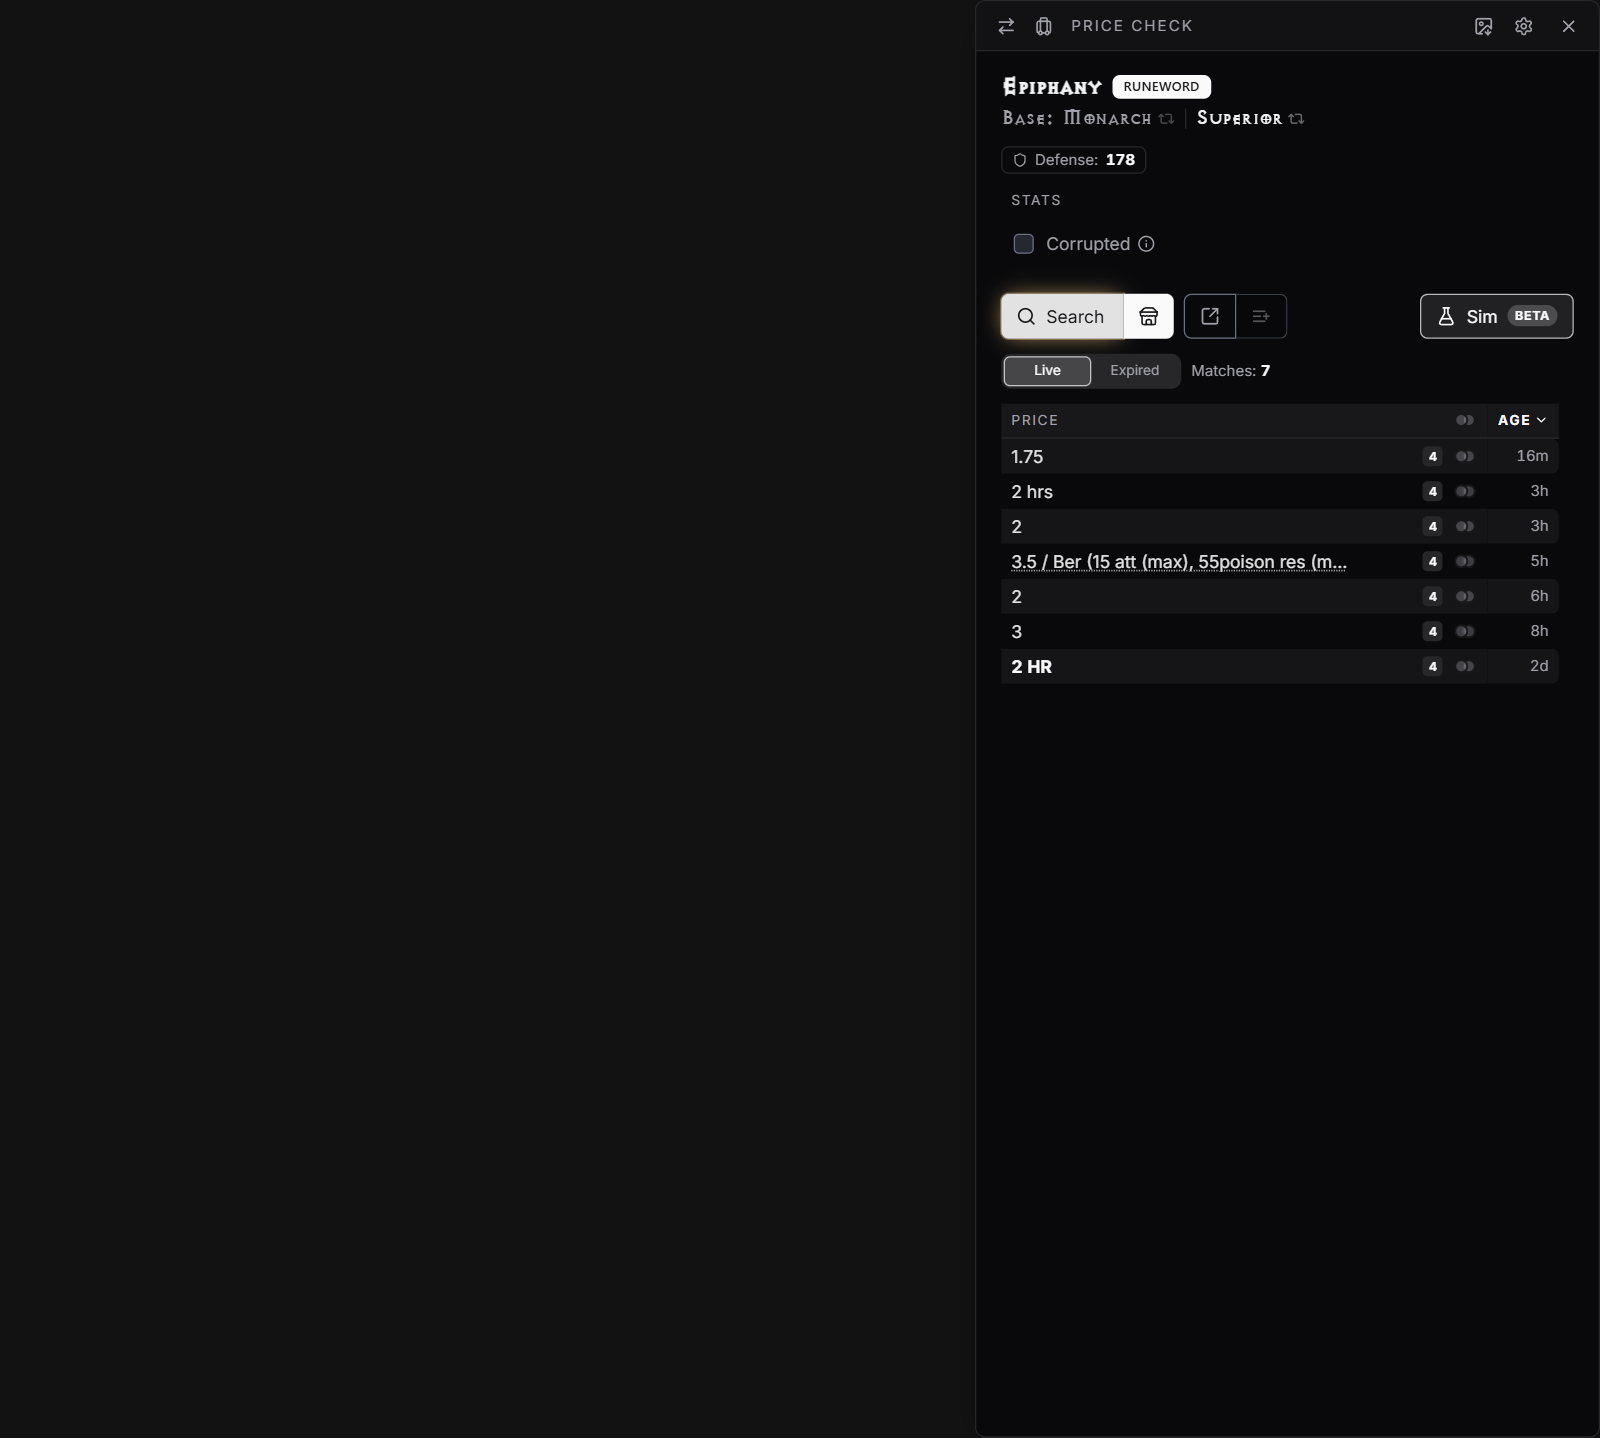 PRICE CHECK
Epiphany RUNEWORD
Base: Monarch Superior
Defense: 178
STATS
Corrupted
Search Sim BETA
Live Expired Matches: 7
PRICE AGE
1.75 4 16m
2 hrs 4 3h
2 4 3h
3.5 / Ber (15 att (max), 55poison res (m... 4 5h
2 4 6h
3 4 8h
2 HR 4 2d